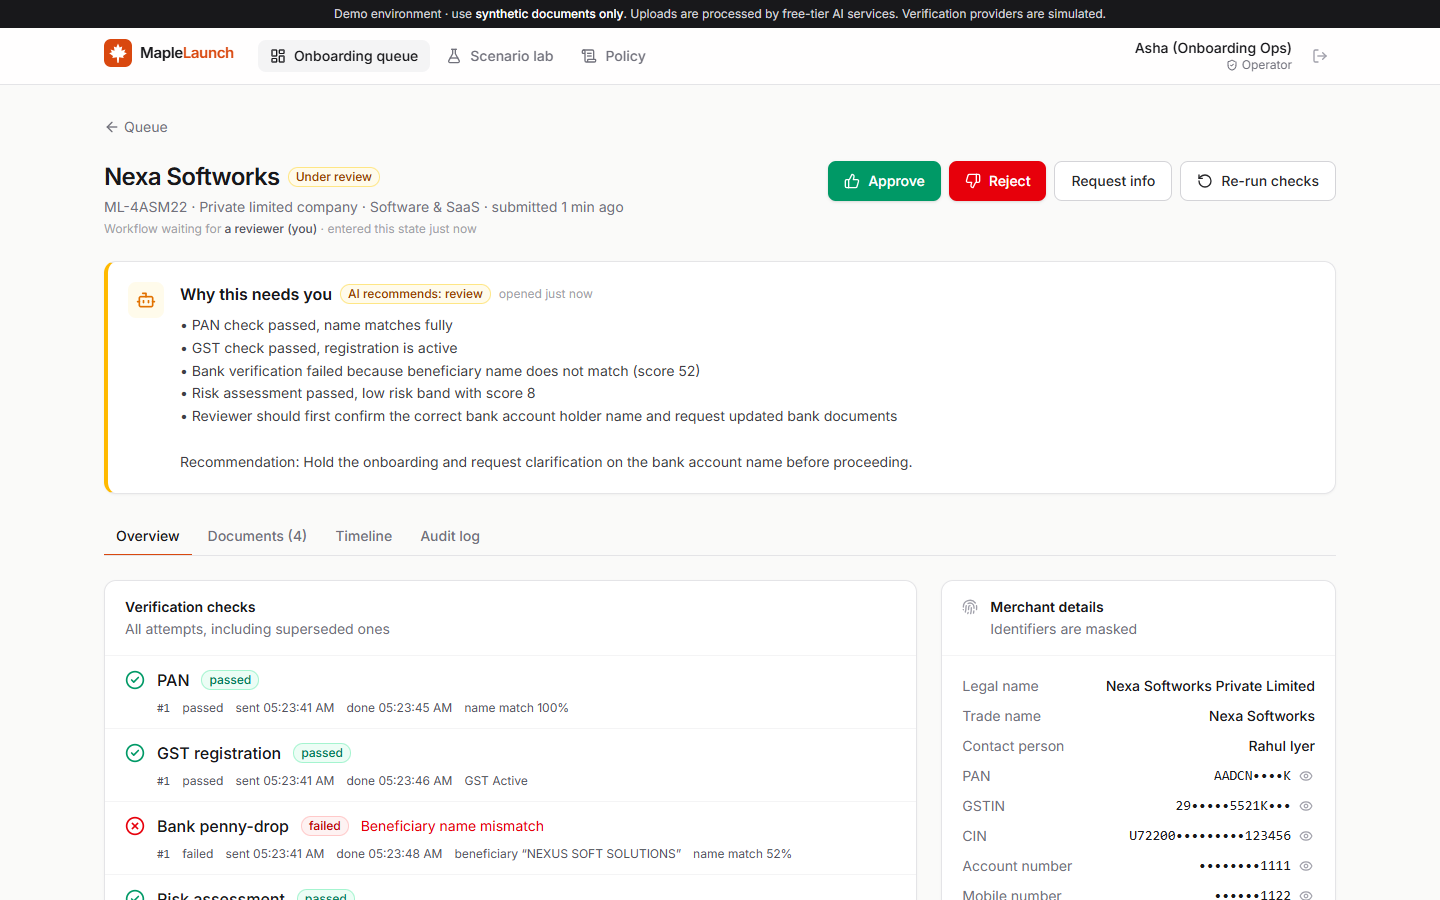 Demo environment · use synthetic documents only. Uploads are processed by free-tier AI services. Verification providers are simulated.
MapleLaunch
Onboarding queue
Scenario lab
Policy
Asha (Onboarding Ops)
Operator
← Queue
Nexa Softworks Under review
Approve
Reject
Request info
Re-run checks
ML-4ASM22 · Private limited company · Software & SaaS · submitted 1 min ago
Workflow waiting for a reviewer (you) · entered this state just now
Why this needs you AI recommends: review opened just now
• PAN check passed, name matches fully
• GST check passed, registration is active
• Bank verification failed because beneficiary name does not match (score 52)
• Risk assessment passed, low risk band with score 8
• Reviewer should first confirm the correct bank account holder name and request updated bank documents
Recommendation: Hold the onboarding and request clarification on the bank account name before proceeding.
Overview Documents (4) Timeline Audit log
Verification checks
All attempts, including superseded ones
PAN passed
#1 passed sent 05:23:41 AM done 05:23:45 AM name match 100%
GST registration passed
#1 passed sent 05:23:41 AM done 05:23:46 AM GST Active
Bank penny-drop failed Beneficiary name mismatch
#1 failed sent 05:23:41 AM done 05:23:48 AM beneficiary “NEXUS SOFT SOLUTIONS” name match 52%
Risk assessment passed
Merchant details
Identifiers are masked
Legal name Nexa Softworks Private Limited
Trade name Nexa Softworks
Contact person Rahul Iyer
PAN AADCN••••K
GSTIN 29•••••5521K•••
CIN U72200•••••••••123456
Account number ••••••••1111
Mobile number ••••••1122